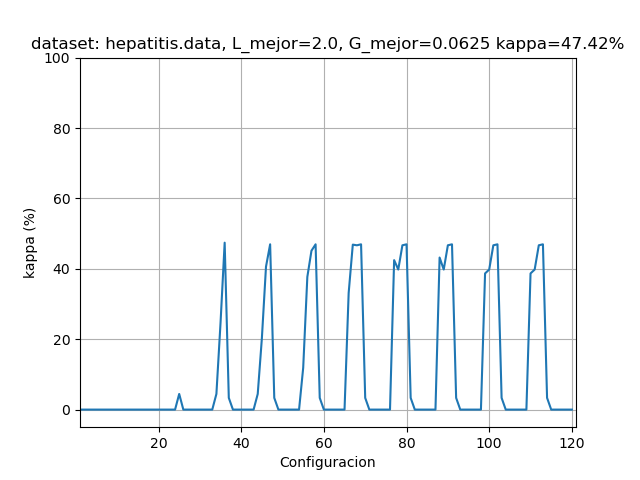 dataset: hepatitis.data, L_mejor=2.0, G_mejor=0.0625 kappa=47.42%
100
80
60
40
20
0
kappa (%)
20 40 60 80 100 120
Configuracion